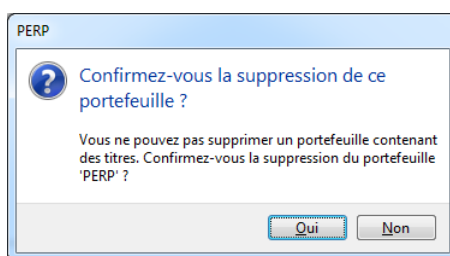 PERP
Confirmez-vous la suppression de ce
portefeuille ?
Vous ne pouvez pas supprimer un portefeuille contenant
des titres. Confirmez-vous la suppression du portefeuille
'PERP' ?
Oui Non